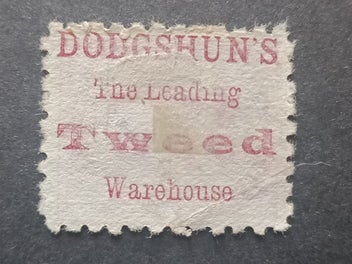 DODGSHUN'S
The Leading
Tweed
Warehouse